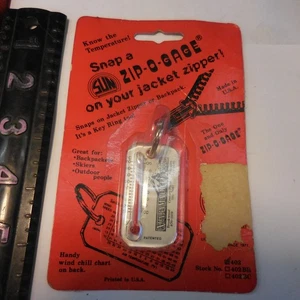 Know the
Temperature!
Snap a
SUN ZIP-O-GAGE®
on your jacket zipper!
Snaps on Jacket Zipper or Backpack.
It's a Key Ring
Made in
U.S.A.
The One
and Only
ZIP-O-GAGE®
Great for:
•Backpackers
•Skiers
•Outdoor
people
Handy
wind chill chart
on back.
Printed in U.S.A.
Stock No.
2
3
4
5